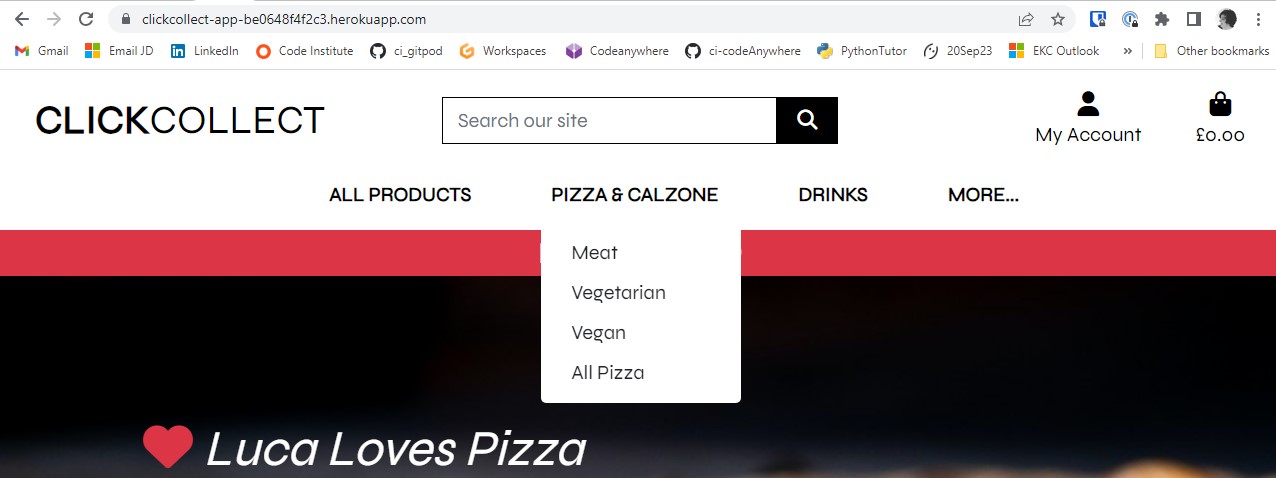 clickcollect-app-be0648f4f2c3.herokuapp.com
Gmail Email JD LinkedIn Code Institute ci_gitpod Workspaces Codeanywhere ci-codeAnywhere PythonTutor 20Sep23 EKC Outlook » Other bookmarks
CLICKCOLLECT
Search our site
My Account
£0.00
ALL PRODUCTS PIZZA & CALZONE DRINKS MORE...
Meat
Vegetarian
Vegan
All Pizza
Luca Loves Pizza